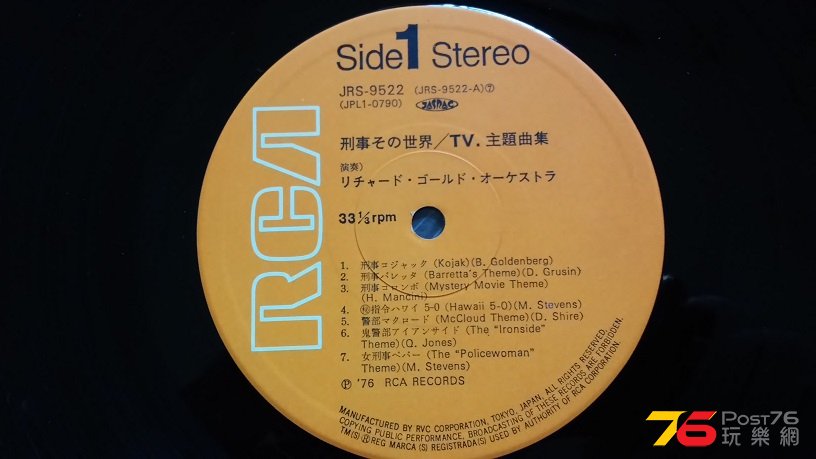 Side 1 Stereo
JRS-9522 (JRS-9522-A)⑦
(JPL1-0790) JASRAC
RCA
刑事その世界/TV.主題曲集
演奏)
リチャード・ゴールド・オーケストラ
33 1/3 rpm
1. 刑事コジャック (Kojak)(B. Goldenberg)
2. 刑事バレッタ (Barretta's Theme)(D. Grusin)
3. 刑事コロンボ (Mystery Movie Theme)
(H. Mancini)
4. ㊙指令ハワイ 5-0 (Hawaii 5-0)(M. Stevens)
5. 警部マクロード (McCloud Theme)(D. Shire)
6. 鬼警部アイアンサイド (The "Ironside"
Theme)(Q. Jones)
7. 女刑事ペパー (The "Policewoman"
Theme)(M. Stevens)
Ⓟ '76 RCA RECORDS
MANUFACTURED BY RVC CORPORATION, TOKYO, JAPAN, ALL RIGHTS RESERVED,
COPYING PUBLIC PERFORMANCE, BROADCASTING OF THESE RECORDS ARE FORBIDDEN.
TM(S) ® REG MARCA (S) REGISTRADA(S) USED BY AUTHORITY OF RCA CORPORATION.
76 POST76
玩樂網